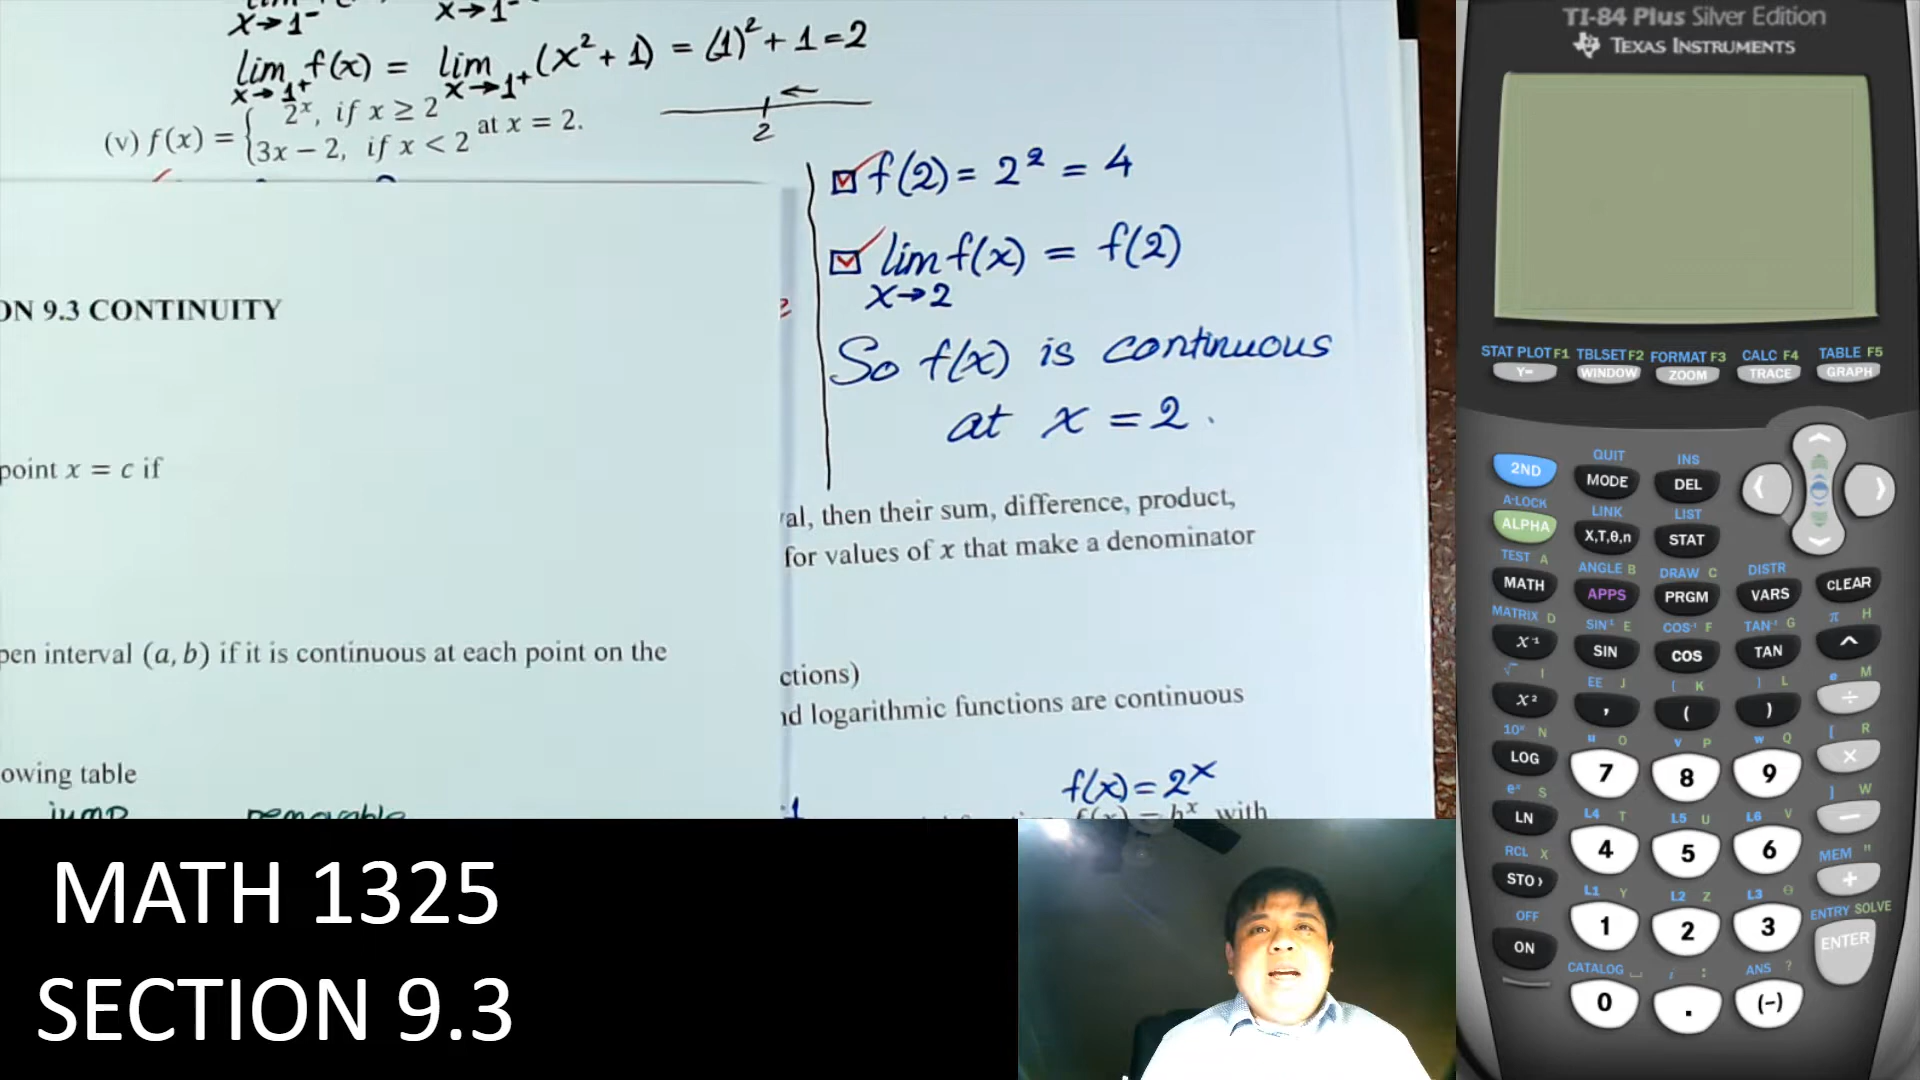 x→1⁻ x→1⁻
lim f(x) = lim (x² + 1) = (1)² + 1 = 2
x→1⁺ x→1⁺
(v) f(x) = { 2ˣ, if x ≥ 2
3x − 2, if x < 2 at x = 2.
2
f(2) = 2² = 4
lim f(x) = f(2)
x→2
So f(x) is continuous
at x = 2.
ON 9.3 CONTINUITY
point x = c if
al, then their sum, difference, product,
for values of x that make a denominator
pen interval (a, b) if it is continuous at each point on the
ctions)
nd logarithmic functions are continuous
owing table
jump removable
f(x) = 2ˣ
f(x) = bˣ with
MATH 1325
SECTION 9.3
TI-84 Plus Silver Edition
TEXAS INSTRUMENTS
STAT PLOT F1 TBLSET F2 FORMAT F3 CALC F4 TABLE F5
Y= WINDOW ZOOM TRACE GRAPH
QUIT INS
2ND MODE DEL
A-LOCK LINK LIST
ALPHA X,T,θ,n STAT
TEST A ANGLE B DRAW C DISTR
MATH APPS PRGM VARS CLEAR
MATRIX D SIN⁻¹ E COS⁻¹ F TAN⁻¹ G π H
x⁻¹ SIN COS TAN ^
√ I EE J { K } L e M
x² , ( ) ÷
10ˣ N u O v P w Q [ R
LOG 7 8 9 ×
eˣ S L4 T L5 U L6 V ] W
LN 4 5 6 −
RCL X L1 Y L2 Z L3 θ MEM "
STO› 1 2 3 +
OFF CATALOG i : ANS ? ENTRY SOLVE
ON 0 . (−) ENTER